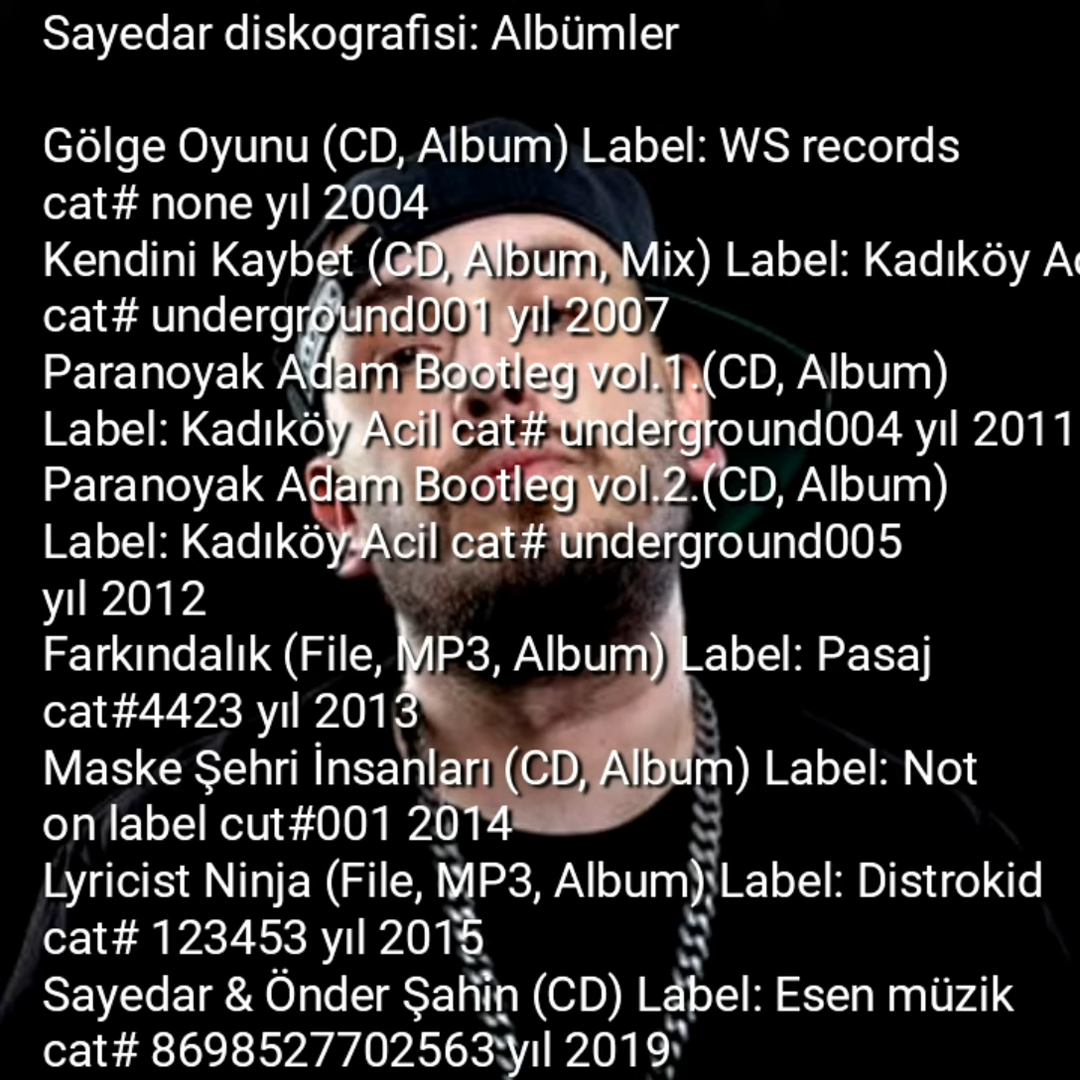 Sayedar diskografisi: Albümler
Gölge Oyunu (CD, Album) Label: WS records
cat# none yıl 2004
Kendini Kaybet (CD, Album, Mix) Label: Kadıköy
cat# underground001 yıl 2007
Paranoyak Adam Bootleg vol.1.(CD, Album)
Label: Kadıköy Acil cat# underground004 yıl 2011
Paranoyak Adam Bootleg vol.2.(CD, Album)
Label: Kadıköy Acil cat# underground005
yıl 2012
Farkındalık (File, MP3, Album) Label: Pasaj
cat#4423 yıl 2013
Maske Şehri İnsanları (CD, Album) Label: Not
on label cut#001 2014
Lyricist Ninja (File, MP3, Album) Label: Distrokid
cat# 123453 yıl 2015
Sayedar & Önder Şahin (CD) Label: Esen müzik
cat# 8698527702563 yıl 2019